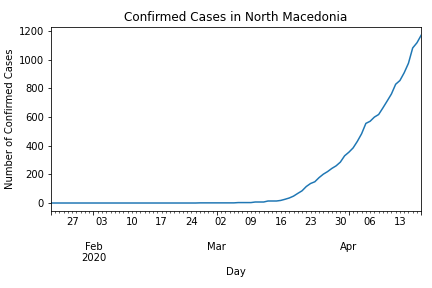 Confirmed Cases in North Macedonia
Number of Confirmed Cases
1200
1000
800
600
400
200
0
27 03 10 17 24 02 09 16 23 30 06 13
Feb Mar Apr
2020
Day